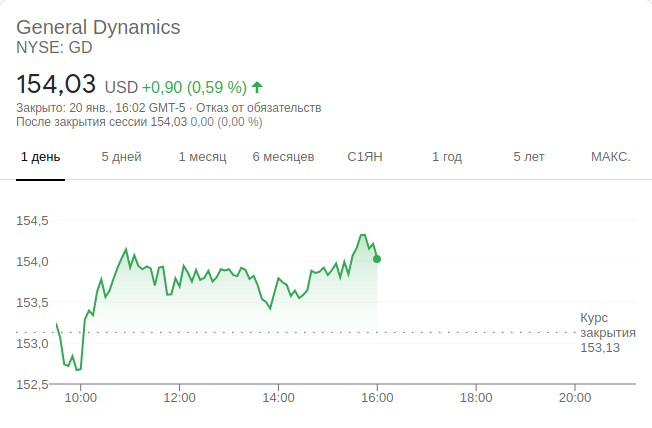 General Dynamics
NYSE: GD
154,03 USD +0,90 (0,59 %)
Закрыто: 20 янв., 16:02 GMT-5 · Отказ от обязательств
После закрытия сессии 154,03 0,00 (0,00 %)
1 день 5 дней 1 месяц 6 месяцев С1ЯН 1 год 5 лет МАКС.
154.5
154.0
153.5
153.0
152.5
Курс
закрытия
153,13
10:00 12:00 14:00 16:00 18:00 20:00